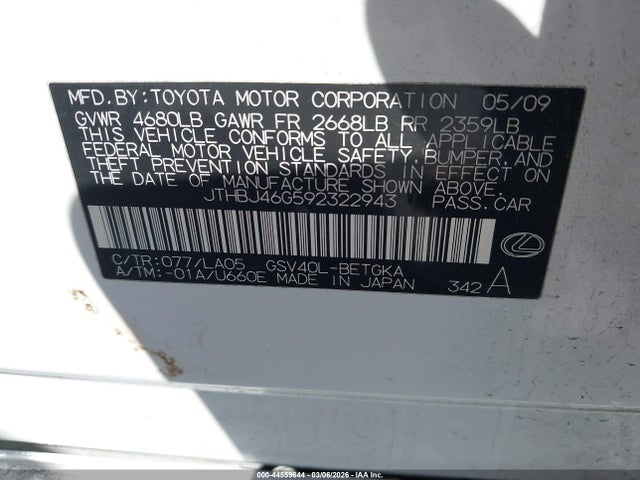 MFD.BY:TOYOTA MOTOR CORPORATION 05/09
GVWR 4680LB GAWR FR 2668LB RR 2359LB
THIS VEHICLE CONFORMS TO ALL APPLICABLE
FEDERAL MOTOR VEHICLE SAFETY,BUMPER,AND
THEFT PREVENTION STANDARDS IN EFFECT ON
THE DATE OF MANUFACTURE SHOWN ABOVE.
JTHBJ46G592322943 PASS.CAR
C/TR:077/LA05 GSV40L-BETGKA
A/TM:-01A/U660E MADE IN JAPAN 342 A
000-44559644 - 03/06/2026 - IAA Inc.